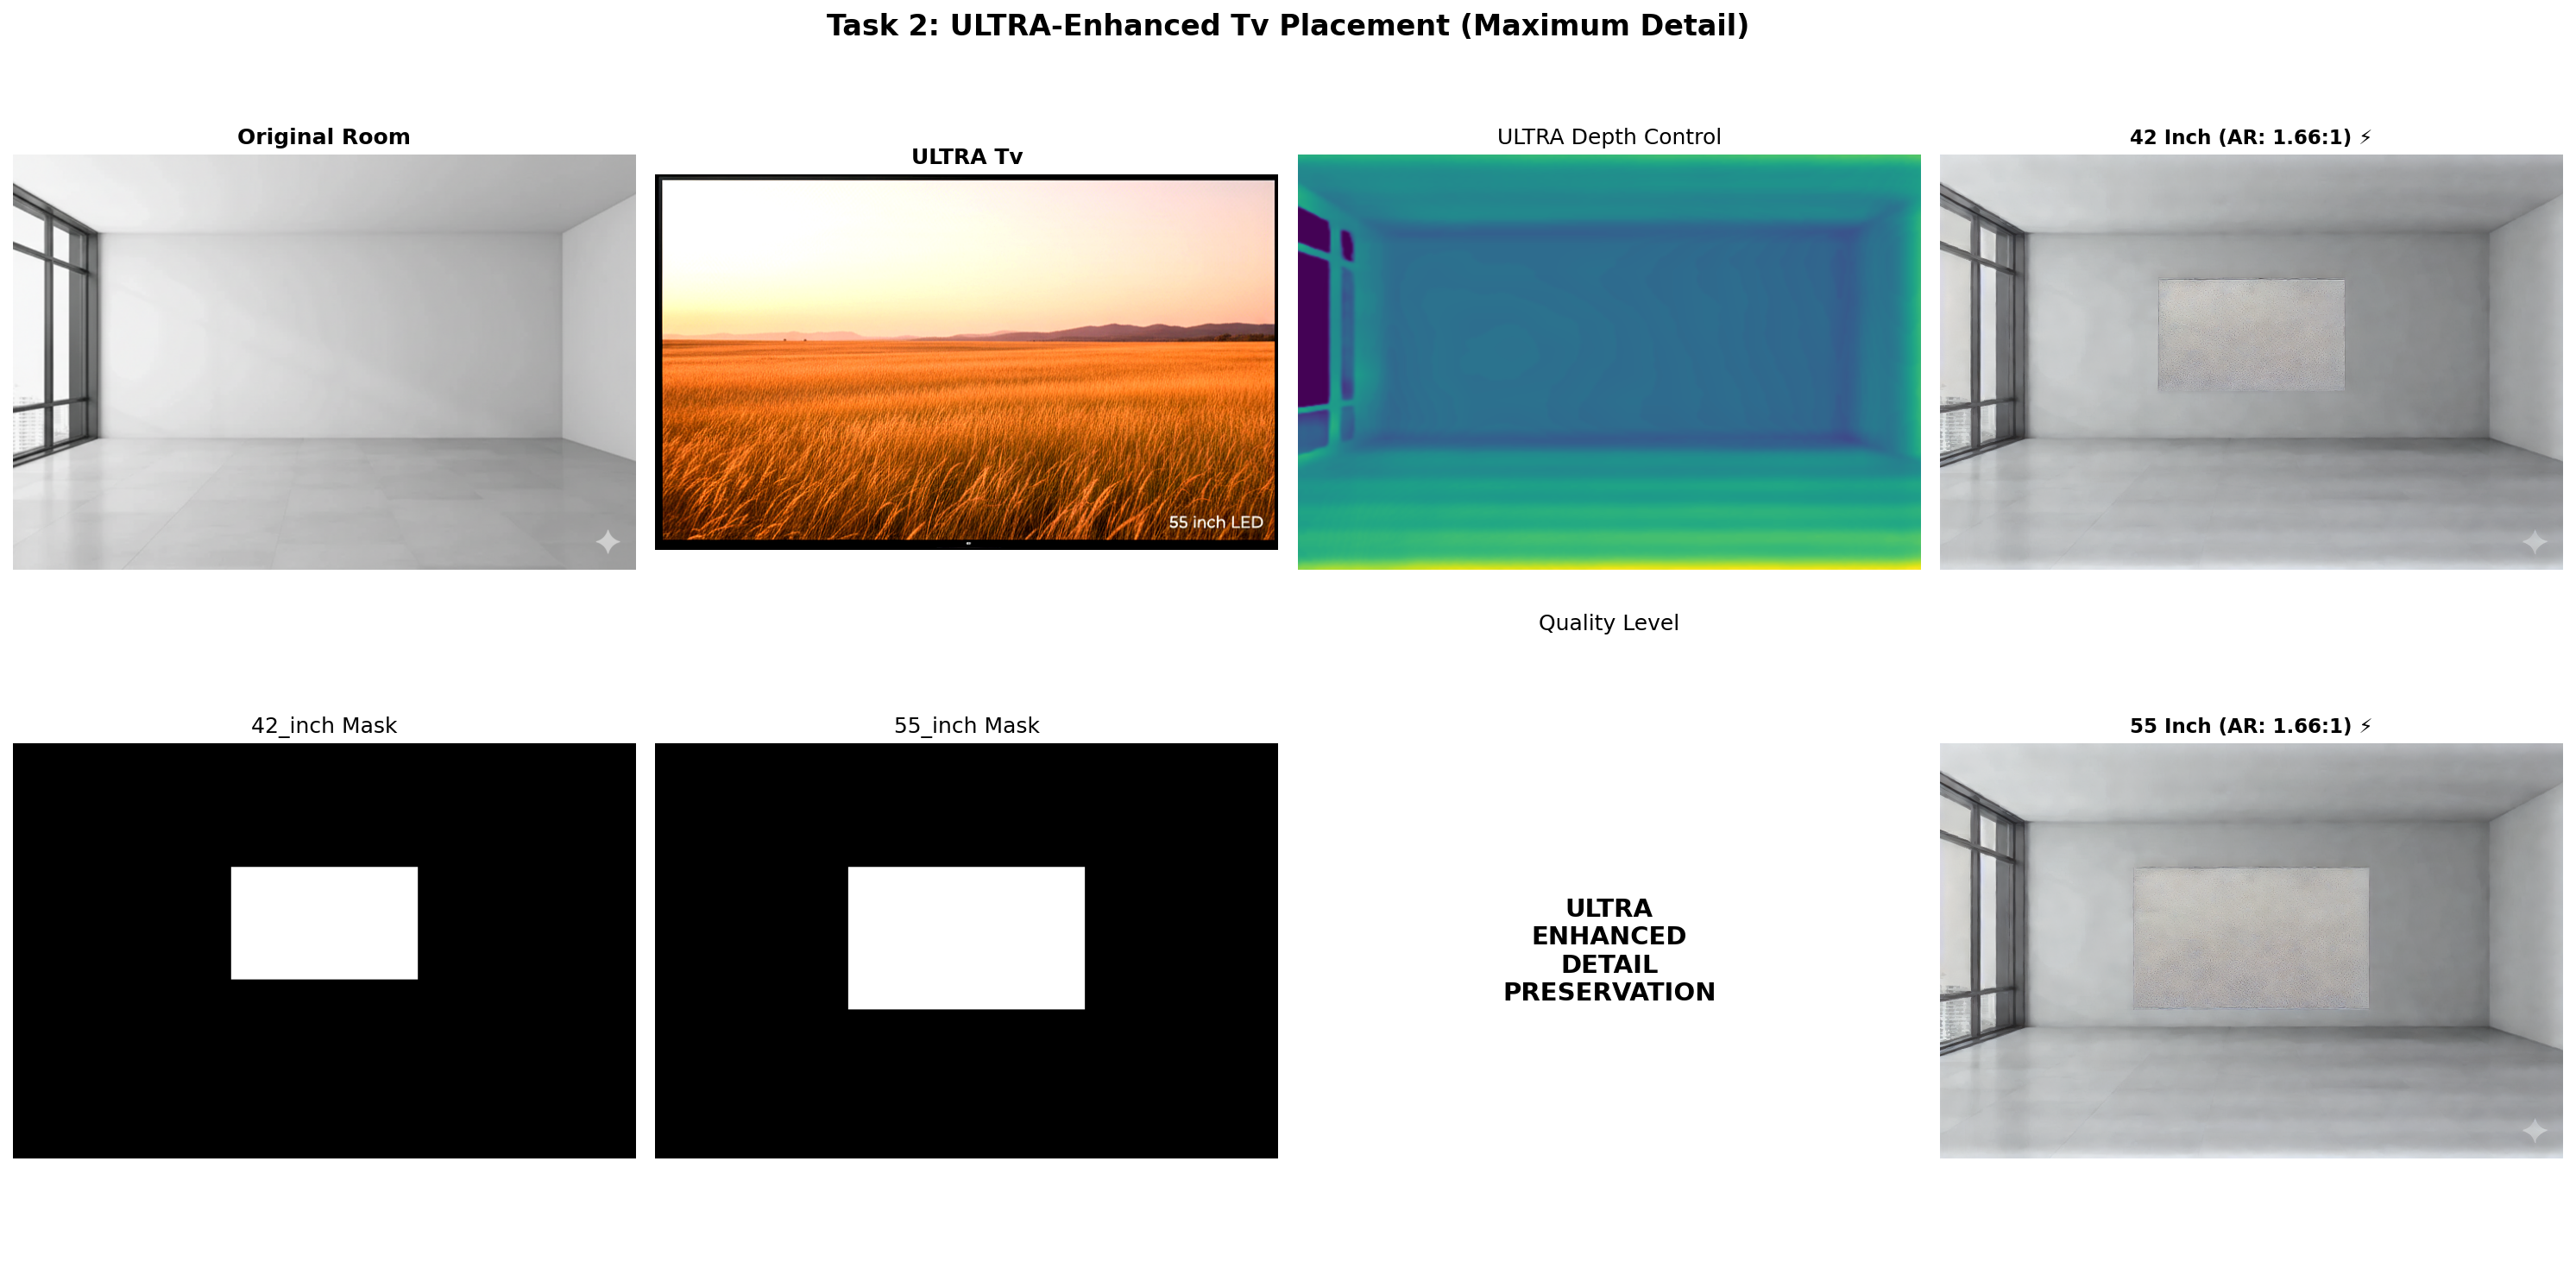 Task 2: ULTRA-Enhanced Tv Placement (Maximum Detail)
Original Room
ULTRA Tv
ULTRA Depth Control
42 Inch (AR: 1.66:1) ⚡
55 inch LED
Quality Level
42_inch Mask
55_inch Mask
55 Inch (AR: 1.66:1) ⚡
ULTRA
ENHANCED
DETAIL
PRESERVATION